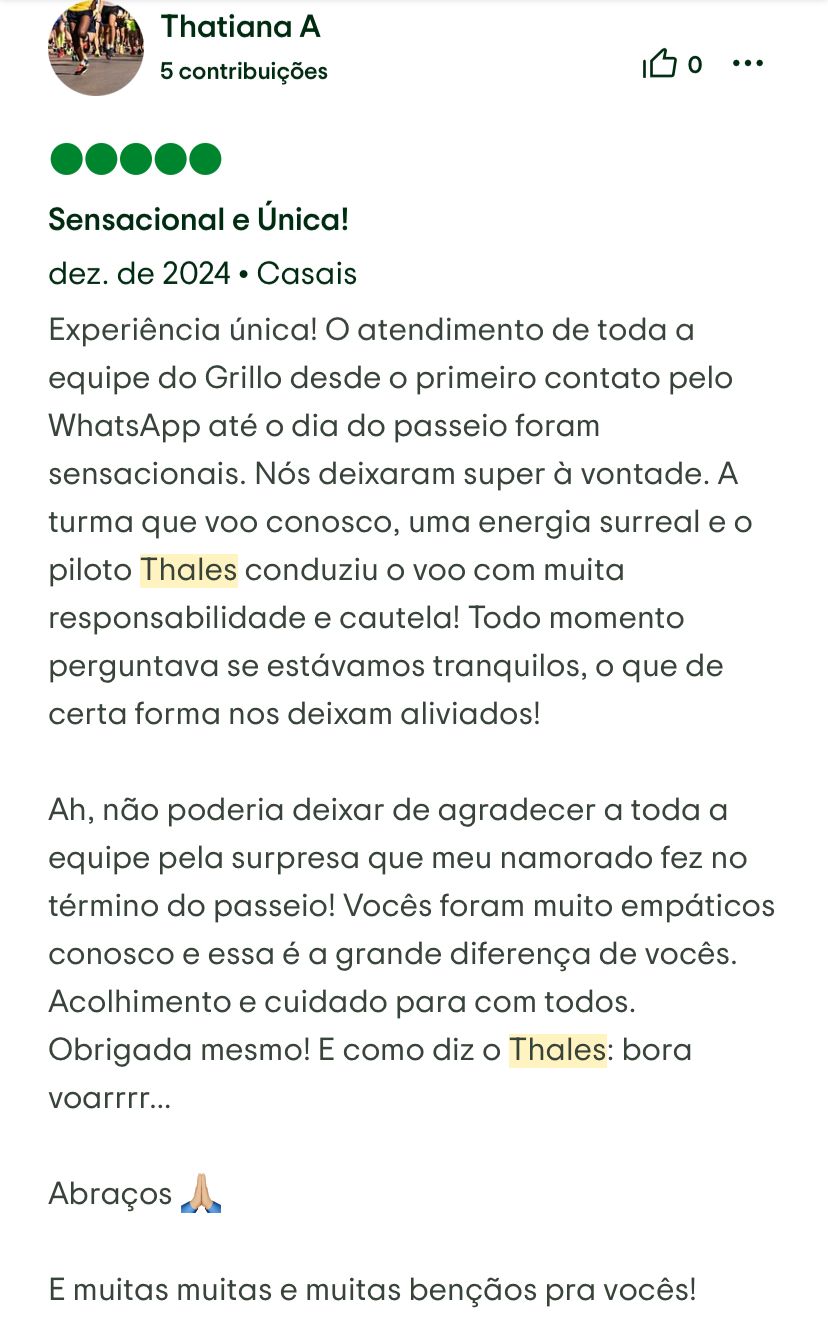 Thatiana A
5 contribuições
0
Sensacional e Única!
dez. de 2024 • Casais
Experiência única! O atendimento de toda a
equipe do Grillo desde o primeiro contato pelo
WhatsApp até o dia do passeio foram
sensacionais. Nós deixaram super à vontade. A
turma que voo conosco, uma energia surreal e o
piloto Thales conduziu o voo com muita
responsabilidade e cautela! Todo momento
perguntava se estávamos tranquilos, o que de
certa forma nos deixam aliviados!
Ah, não poderia deixar de agradecer a toda a
equipe pela surpresa que meu namorado fez no
término do passeio! Vocês foram muito empáticos
conosco e essa é a grande diferença de vocês.
Acolhimento e cuidado para com todos.
Obrigada mesmo! E como diz o Thales: bora
voarrrr...
Abraços 🙏🏼
E muitas muitas e muitas bençãos pra vocês!